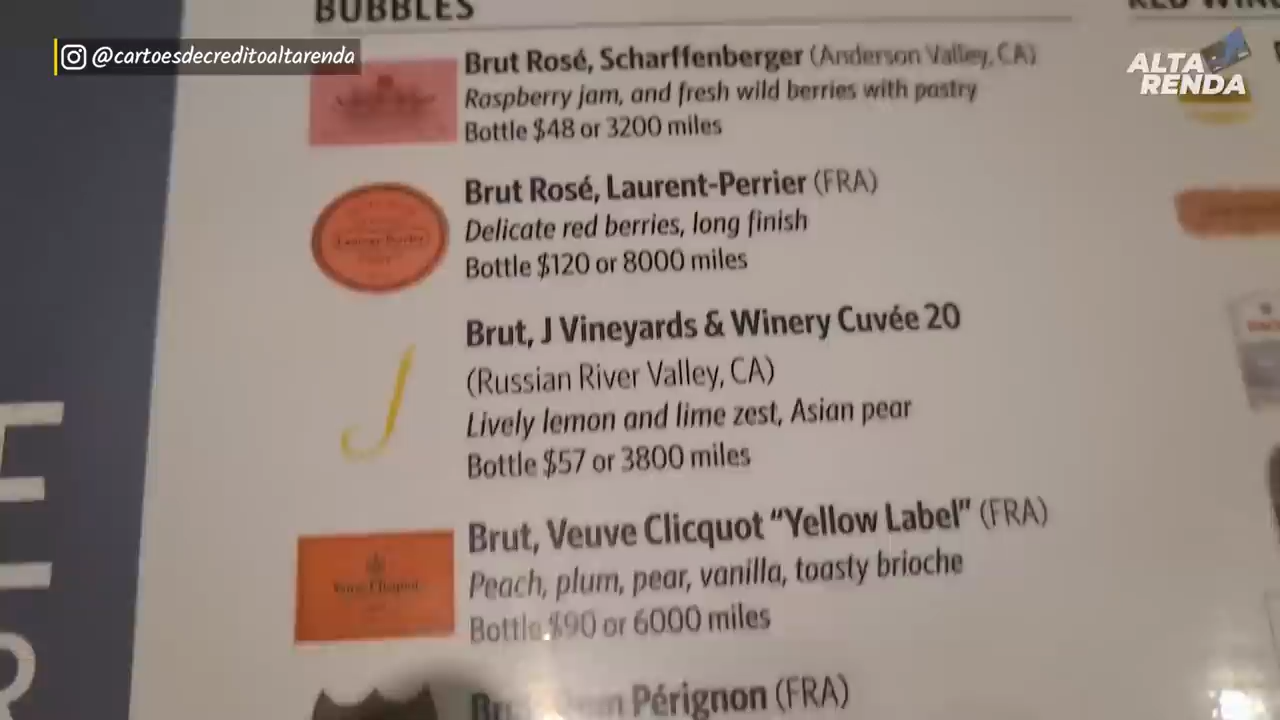 BUBBLES
@cartoesdecreditoaltarenda
ALTA
RENDA
Brut Rosé, Scharffenberger (Anderson Valley, CA)
Raspberry jam, and fresh wild berries with pastry
Bottle $48 or 3200 miles
Brut Rosé, Laurent-Perrier (FRA)
Delicate red berries, long finish
Bottle $120 or 8000 miles
J
Brut, J Vineyards & Winery Cuvée 20
(Russian River Valley, CA)
Lively lemon and lime zest, Asian pear
Bottle $57 or 3800 miles
Brut, Veuve Clicquot “Yellow Label” (FRA)
Peach, plum, pear, vanilla, toasty brioche
Bottle $90 or 6000 miles
Pérignon (FRA)